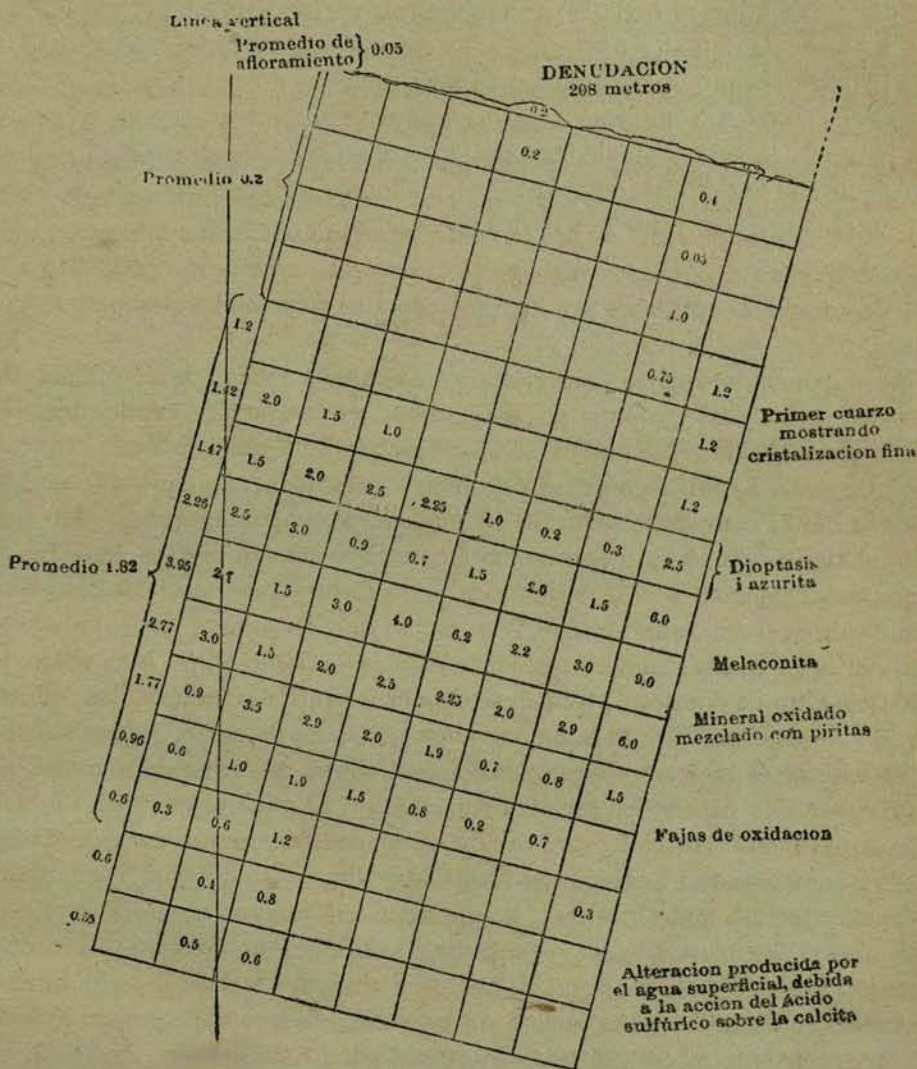 Linea vertical
Promedio de
afloramiento } 0.05
DENUDACION
208 metros
0.2
0.2
Promedio 0.2
0.4
0.05
1.0
0.75 1.2
1.2
1.2
1.2
Primer cuarzo
mostrando
cristalizacion fina
1.42 2.0 1.5 1.0
1.47 1.5 2.0 2.5 2.25 1.0 0.2 0.3 2.5
Dioptasis
i azurita
2.26 2.5 3.0 0.9 0.7 1.5 2.0 1.5 6.0
Promedio 1.82
3.95 1.5 3.0 4.0 6.2 2.2 3.0 9.0
Melaconita
2.77 3.0 1.5 2.0 2.5 2.25 2.0 2.9 6.0
Mineral oxidado
mezclado con piritas
1.77 0.9 3.5 2.9 2.0 1.9 0.7 0.8 1.5
0.96 0.6 1.0 1.9 1.5 0.8 0.2 0.7
Fajas de oxidacion
0.6 0.3 0.6 1.2
0.3
0.6 0.4 0.8
0.5 0.6
Alteracion producida por
el agua superficial, debida
a la accion del Ácido
sulfúrico sobre la calcita